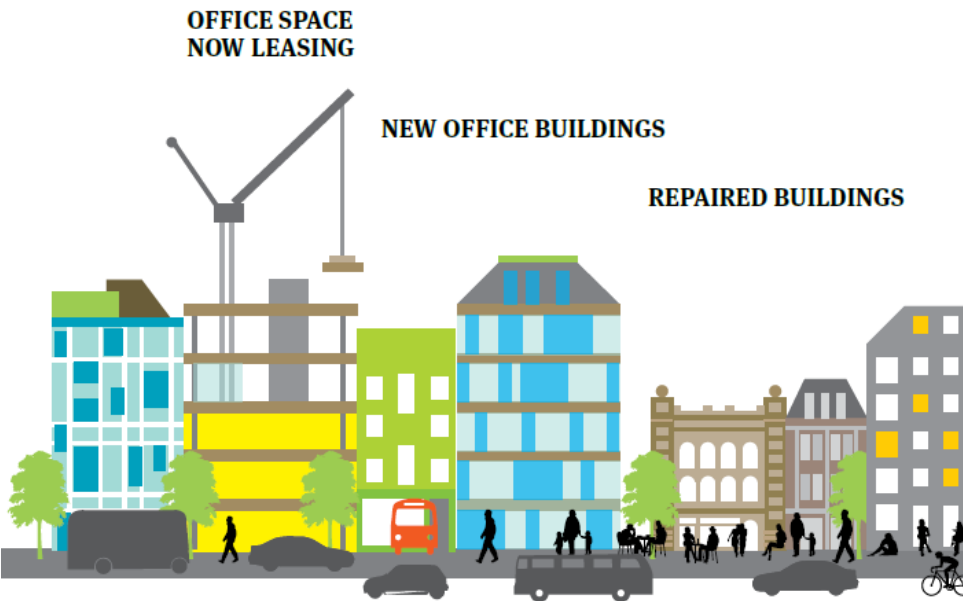 OFFICE SPACE
NOW LEASING
NEW OFFICE BUILDINGS
REPAIRED BUILDINGS